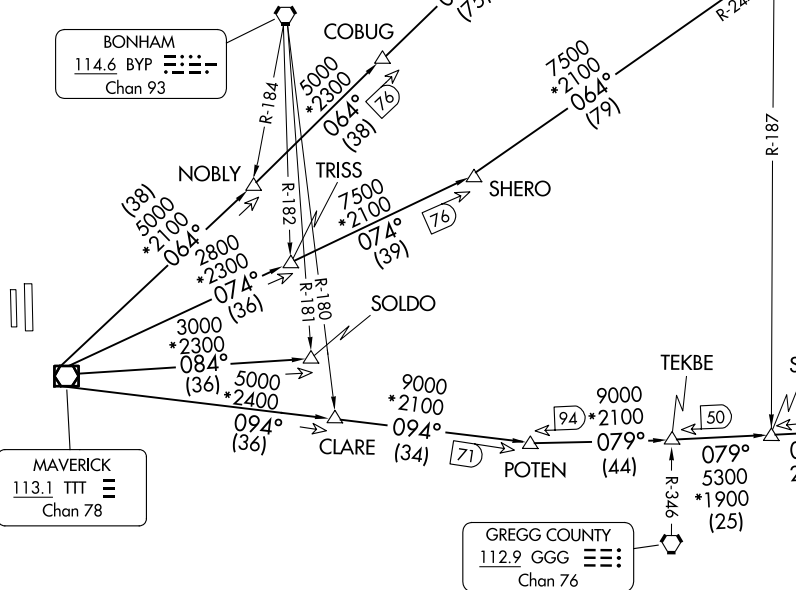 (75)
R-24
BONHAM
114.6 BYP
Chan 93
COBUG
5000
*2300
064°
(38)
76
7500
*2100
064°
(79)
R-184
R-187
NOBLY
TRISS
SHERO
R-182
7500
*2100
074°
(39)
76
(38)
5000
*2100
064°
2800
*2300
074°
(36)
R-181
R-180
SOLDO
3000
*2300
084°
(36)
5000
*2400
094°
(36)
CLARE
9000
*2100
094°
(34)
71
POTEN
94
9000
*2100
079°
(44)
TEKBE
50
S
079°
5300
*1900
(25)
0
2
MAVERICK
113.1 TTT
Chan 78
R-346
GREGG COUNTY
112.9 GGG
Chan 76